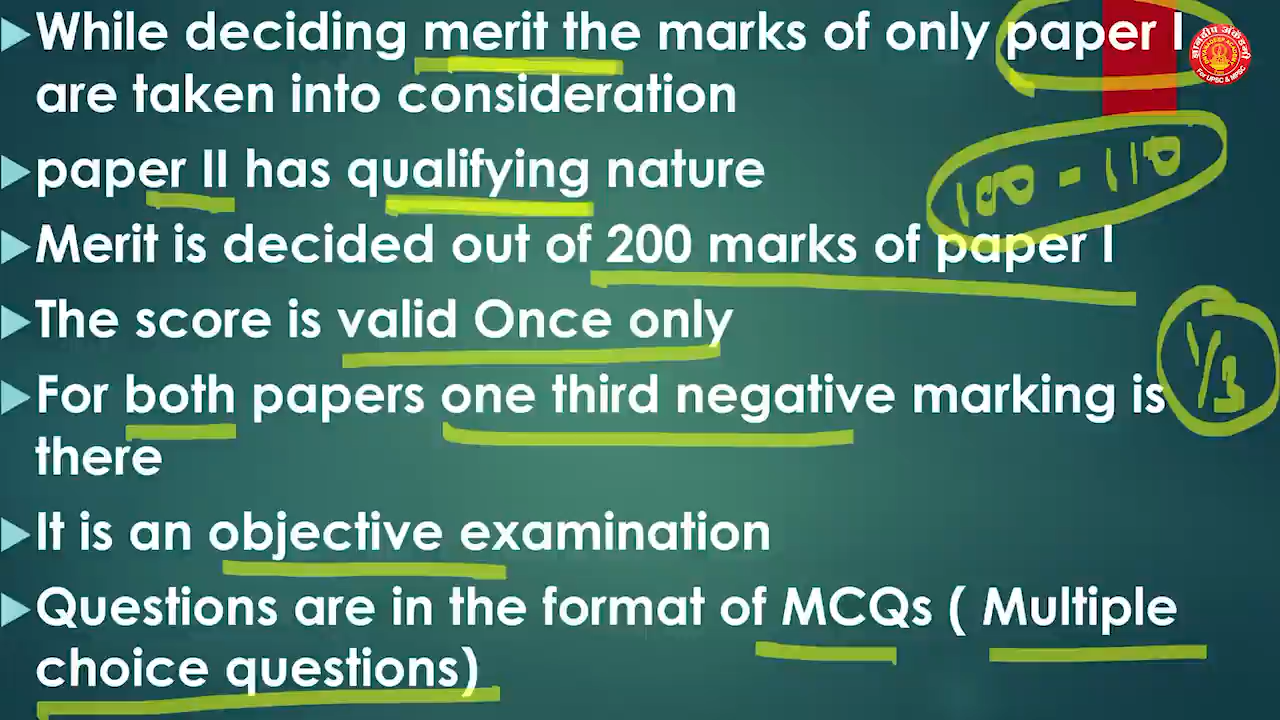 While deciding merit the marks of only paper I
are taken into consideration
paper II has qualifying nature
100 - 110
Merit is decided out of 200 marks of paper I
The score is valid Once only
For both papers one third negative marking is
1/3
there
It is an objective examination
Questions are in the format of MCQs ( Multiple
choice questions)
For UPSC & MPSC